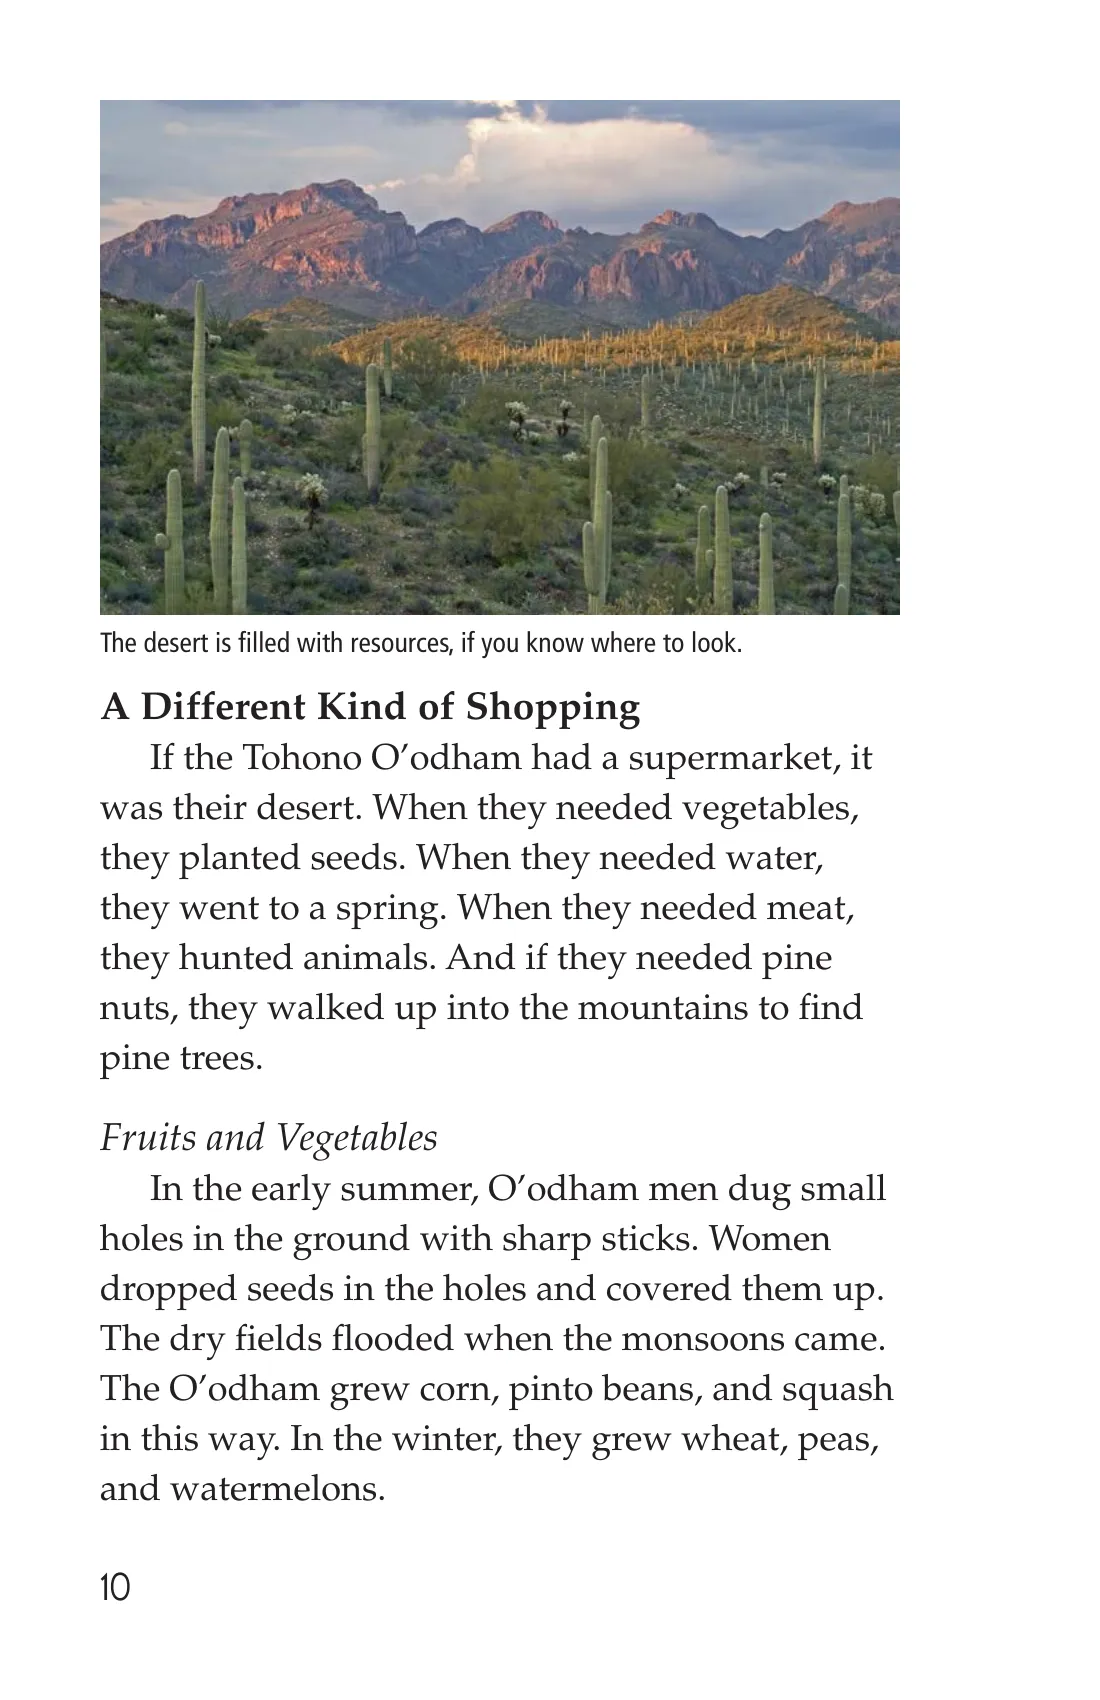 The desert is filled with resources, if you know where to look.
A Different Kind of Shopping
If the Tohono O’odham had a supermarket, it
was their desert. When they needed vegetables,
they planted seeds. When they needed water,
they went to a spring. When they needed meat,
they hunted animals. And if they needed pine
nuts, they walked up into the mountains to find
pine trees.
Fruits and Vegetables
In the early summer, O’odham men dug small
holes in the ground with sharp sticks. Women
dropped seeds in the holes and covered them up.
The dry fields flooded when the monsoons came.
The O’odham grew corn, pinto beans, and squash
in this way. In the winter, they grew wheat, peas,
and watermelons.
10